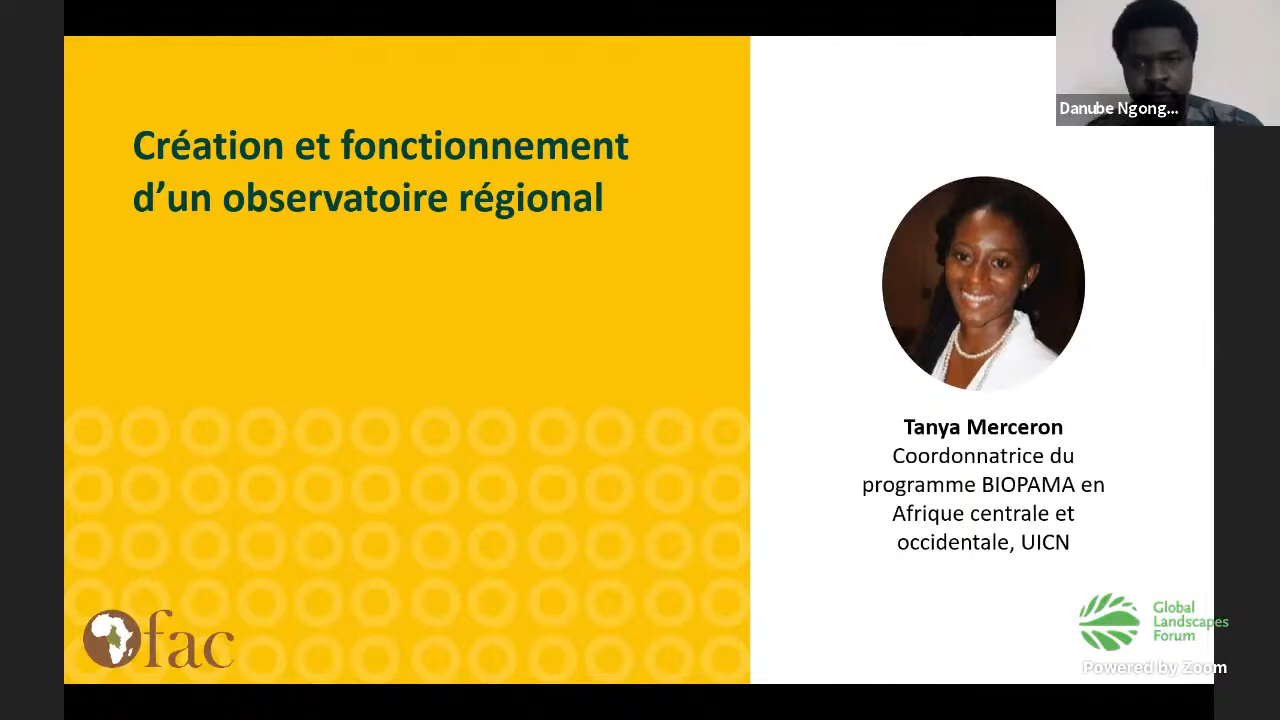 Création et fonctionnement
d’un observatoire régional
Danube Ngong...
Tanya Merceron
Coordonnatrice du
programme BIOPAMA en
Afrique centrale et
occidentale, UICN
Ofac
Global
Landscapes
Forum
Powered by Zoom